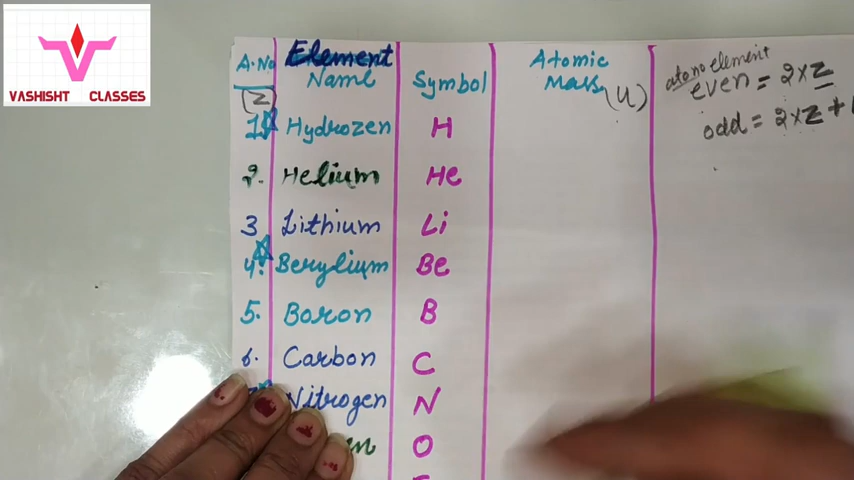 VASHISHT CLASSES
A.No Element Name Symbol Atomic Mass (u)
Z
atono element
even = 2×Z
odd = 2×Z +
1. Hydrozen H
2. Helium He
3 Lithium Li
4. Berylium Be
5. Boron B
6. Carbon C
Nitrogen N
O